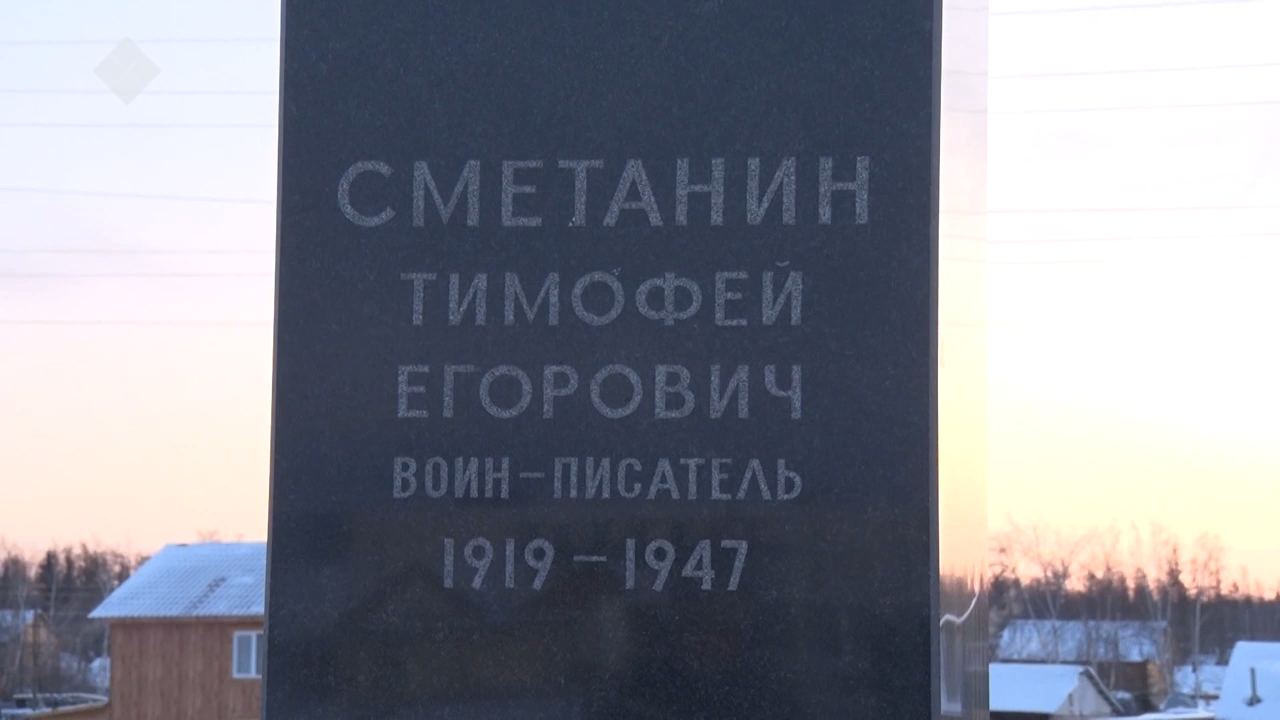 СМЕТАНИН
ТИМОФЕЙ
ЕГОРОВИЧ
ВОИН–ПИСАТЕЛЬ
1919–1947